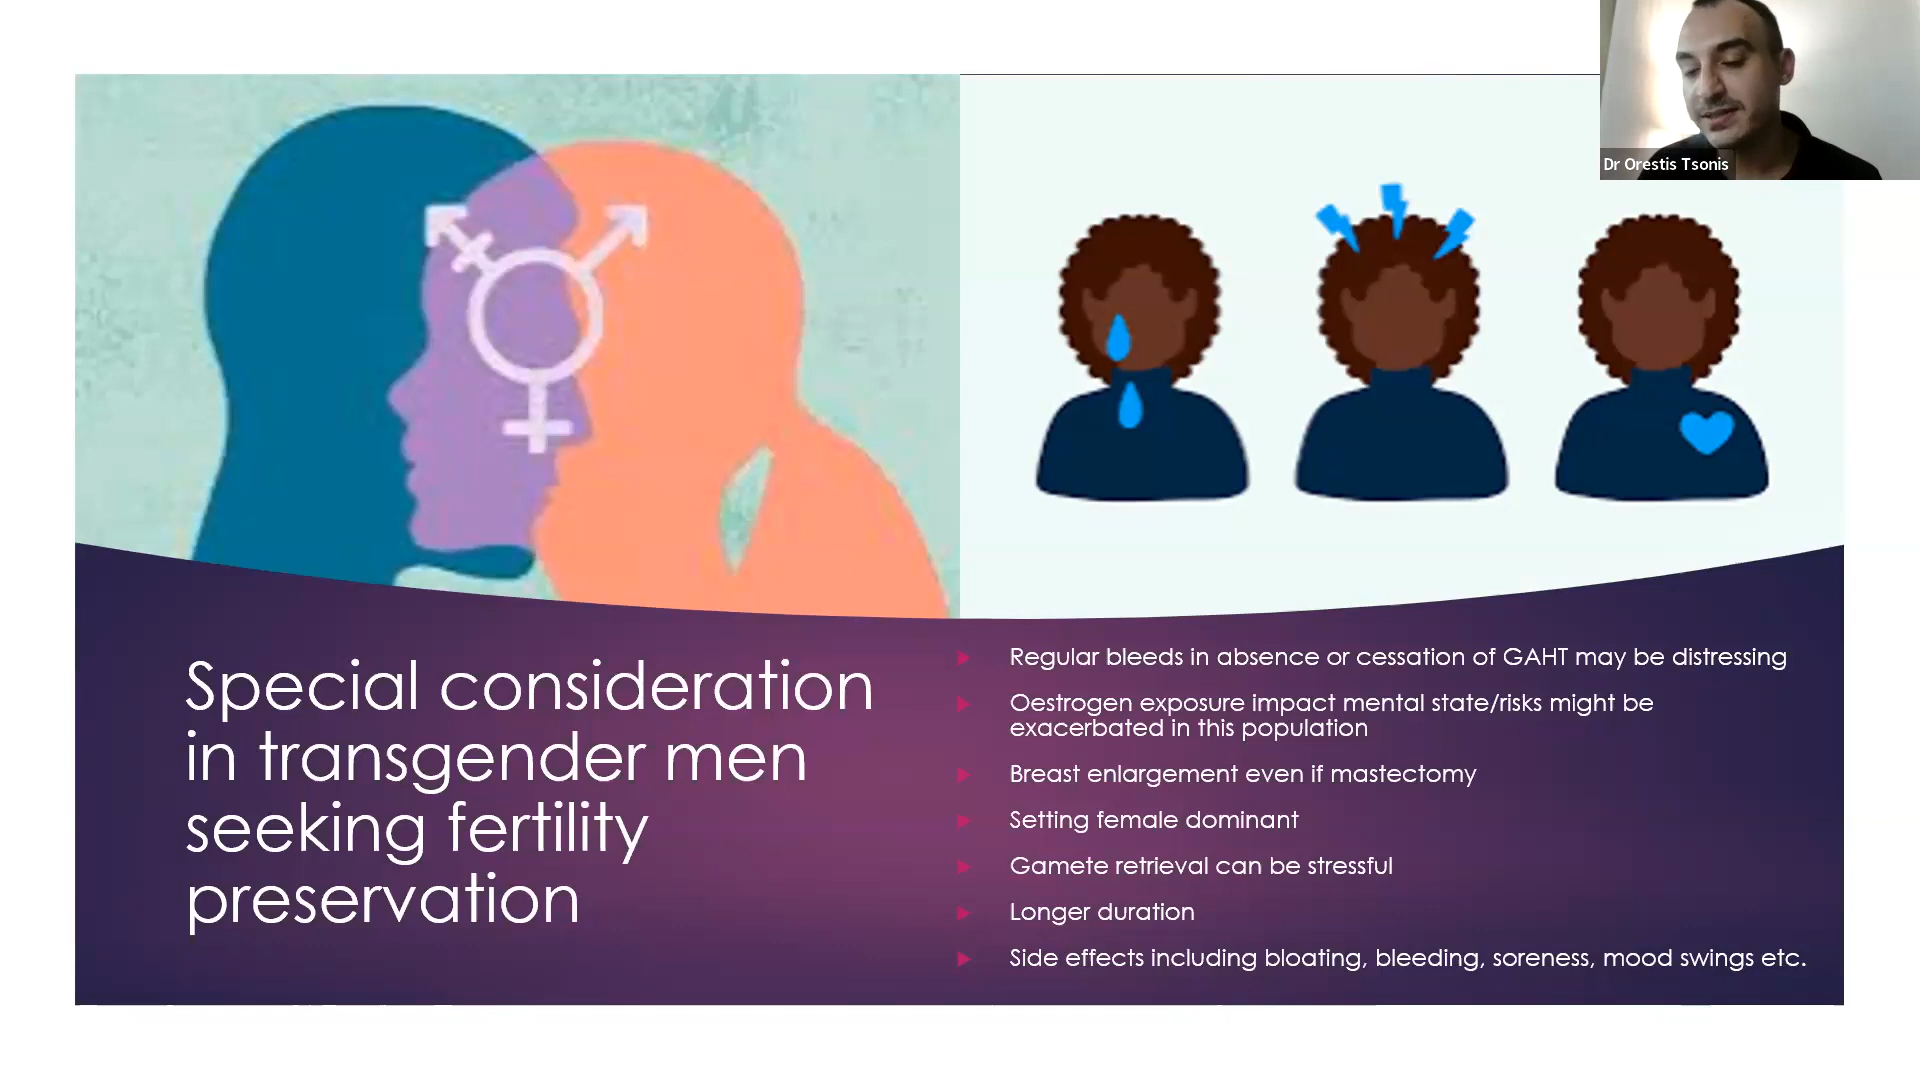 Dr Orestis Tsonis
Special consideration
in transgender men
seeking fertility
preservation
Regular bleeds in absence or cessation of GAHT may be distressing
Oestrogen exposure impact mental state/risks might be
exacerbated in this population
Breast enlargement even if mastectomy
Setting female dominant
Gamete retrieval can be stressful
Longer duration
Side effects including bloating, bleeding, soreness, mood swings etc.